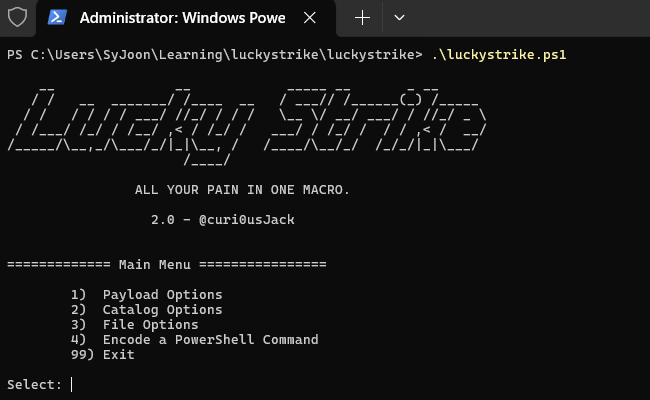 Administrator: Windows Powe
PS C:\Users\SyJoon\Learning\luckystrike\luckystrike> .\luckystrike.ps1
Lucky Strike
ALL YOUR PAIN IN ONE MACRO.
2.0 - @curi0usJack
============= Main Menu ================
1) Payload Options
2) Catalog Options
3) File Options
4) Encode a PowerShell Command
99) Exit
Select: